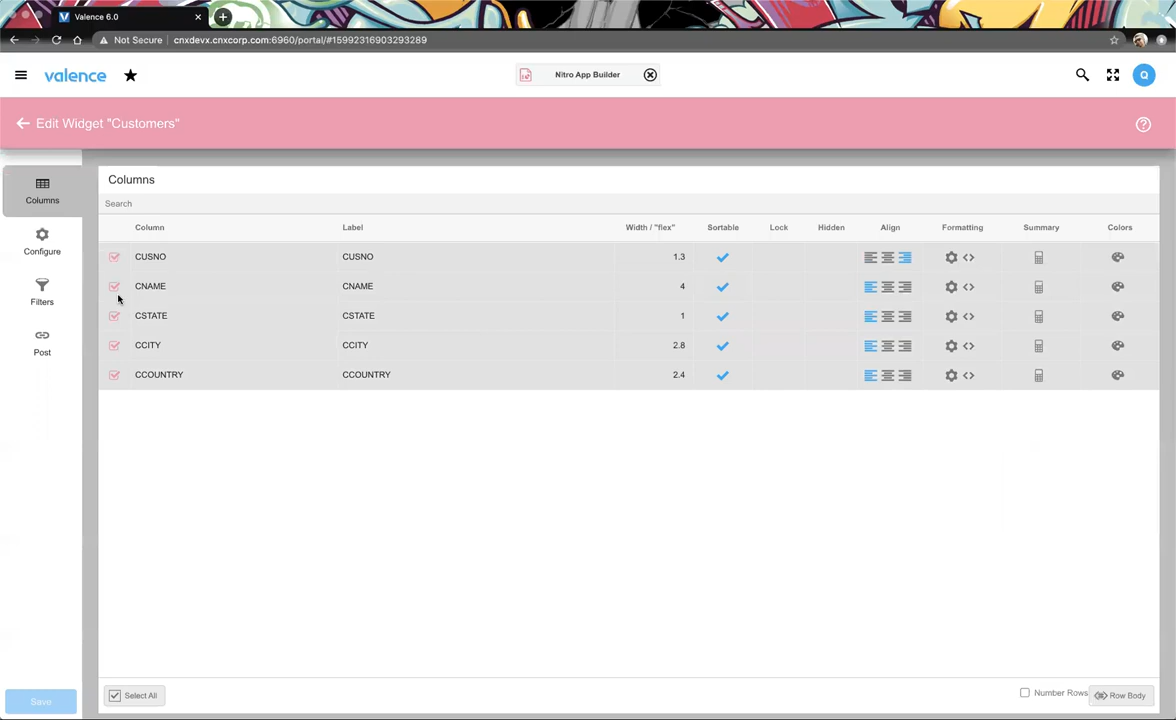 Valence 6.0
Not Secure cnxdevx.cnxcorp.com:6960/portal/#15992316903293289
valence Nitro App Builder Q
Edit Widget "Customers"
Columns
Configure
Filters
Post
Save
Columns
Search
Column Label Width / "flex" Sortable Lock Hidden Align Formatting Summary Colors
CUSNO CUSNO 1.3
CNAME CNAME 4
CSTATE CSTATE 1
CCITY CCITY 2.8
CCOUNTRY CCOUNTRY 2.4
Select All Number Rows Row Body